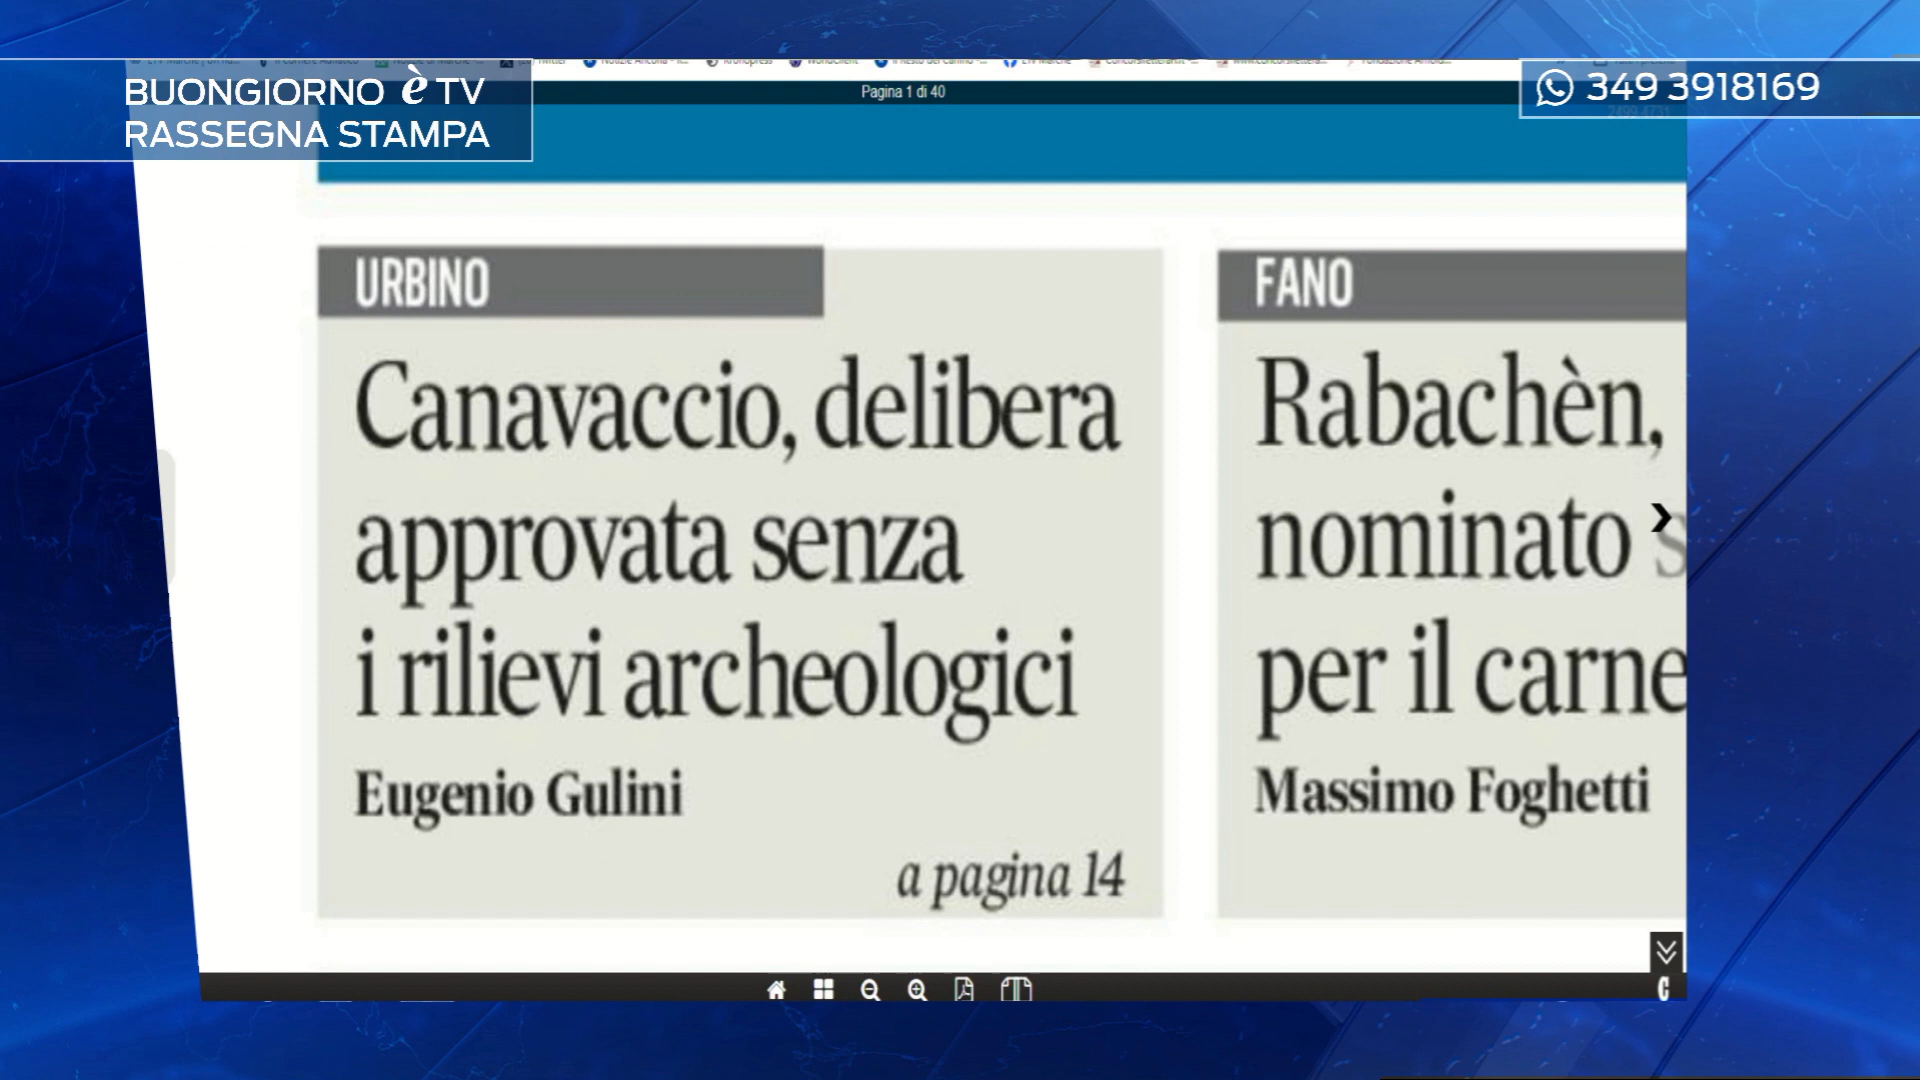 BUONGIORNO è TV
RASSEGNA STAMPA
Pagina 1 di 40
349 3918169
URBINO
Canavaccio, delibera
approvata senza
i rilievi archeologici
Eugenio Gulini
a pagina 14
FANO
Rabachèn,
nominato s
per il carne
Massimo Foghetti